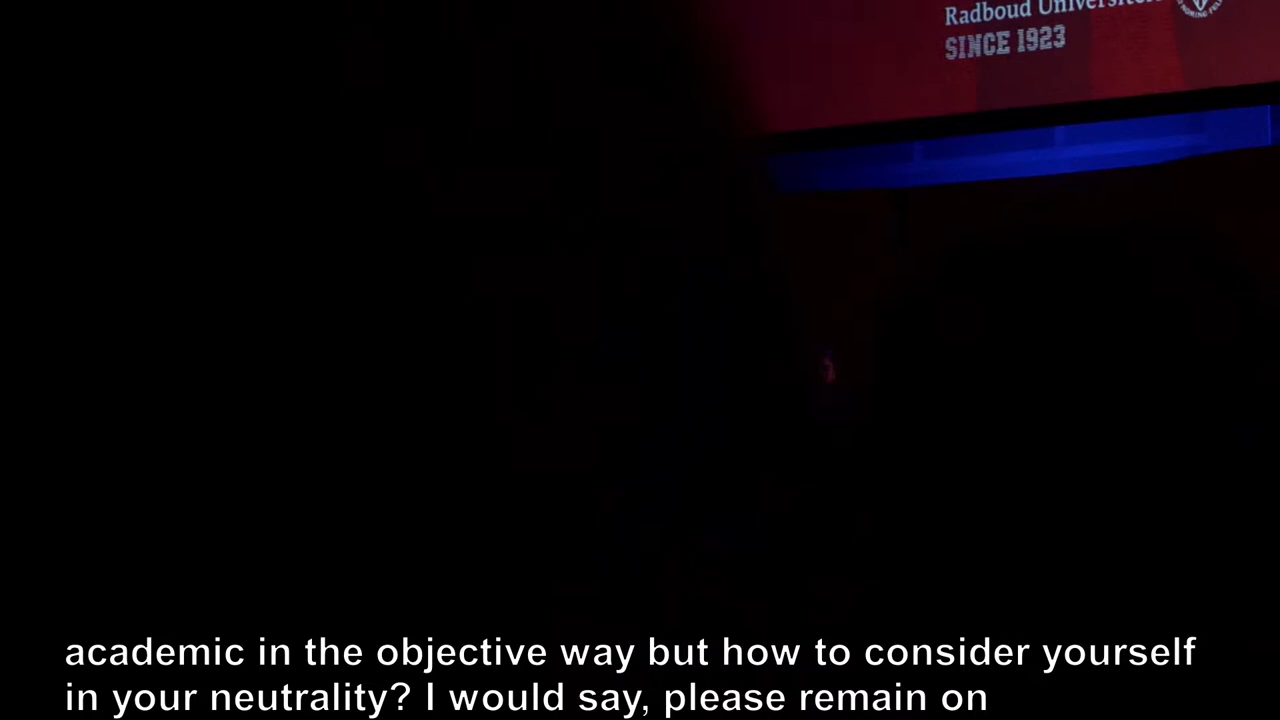 Radboud Universiteit
SINCE 1923
academic in the objective way but how to consider yourself
in your neutrality? I would say, please remain on